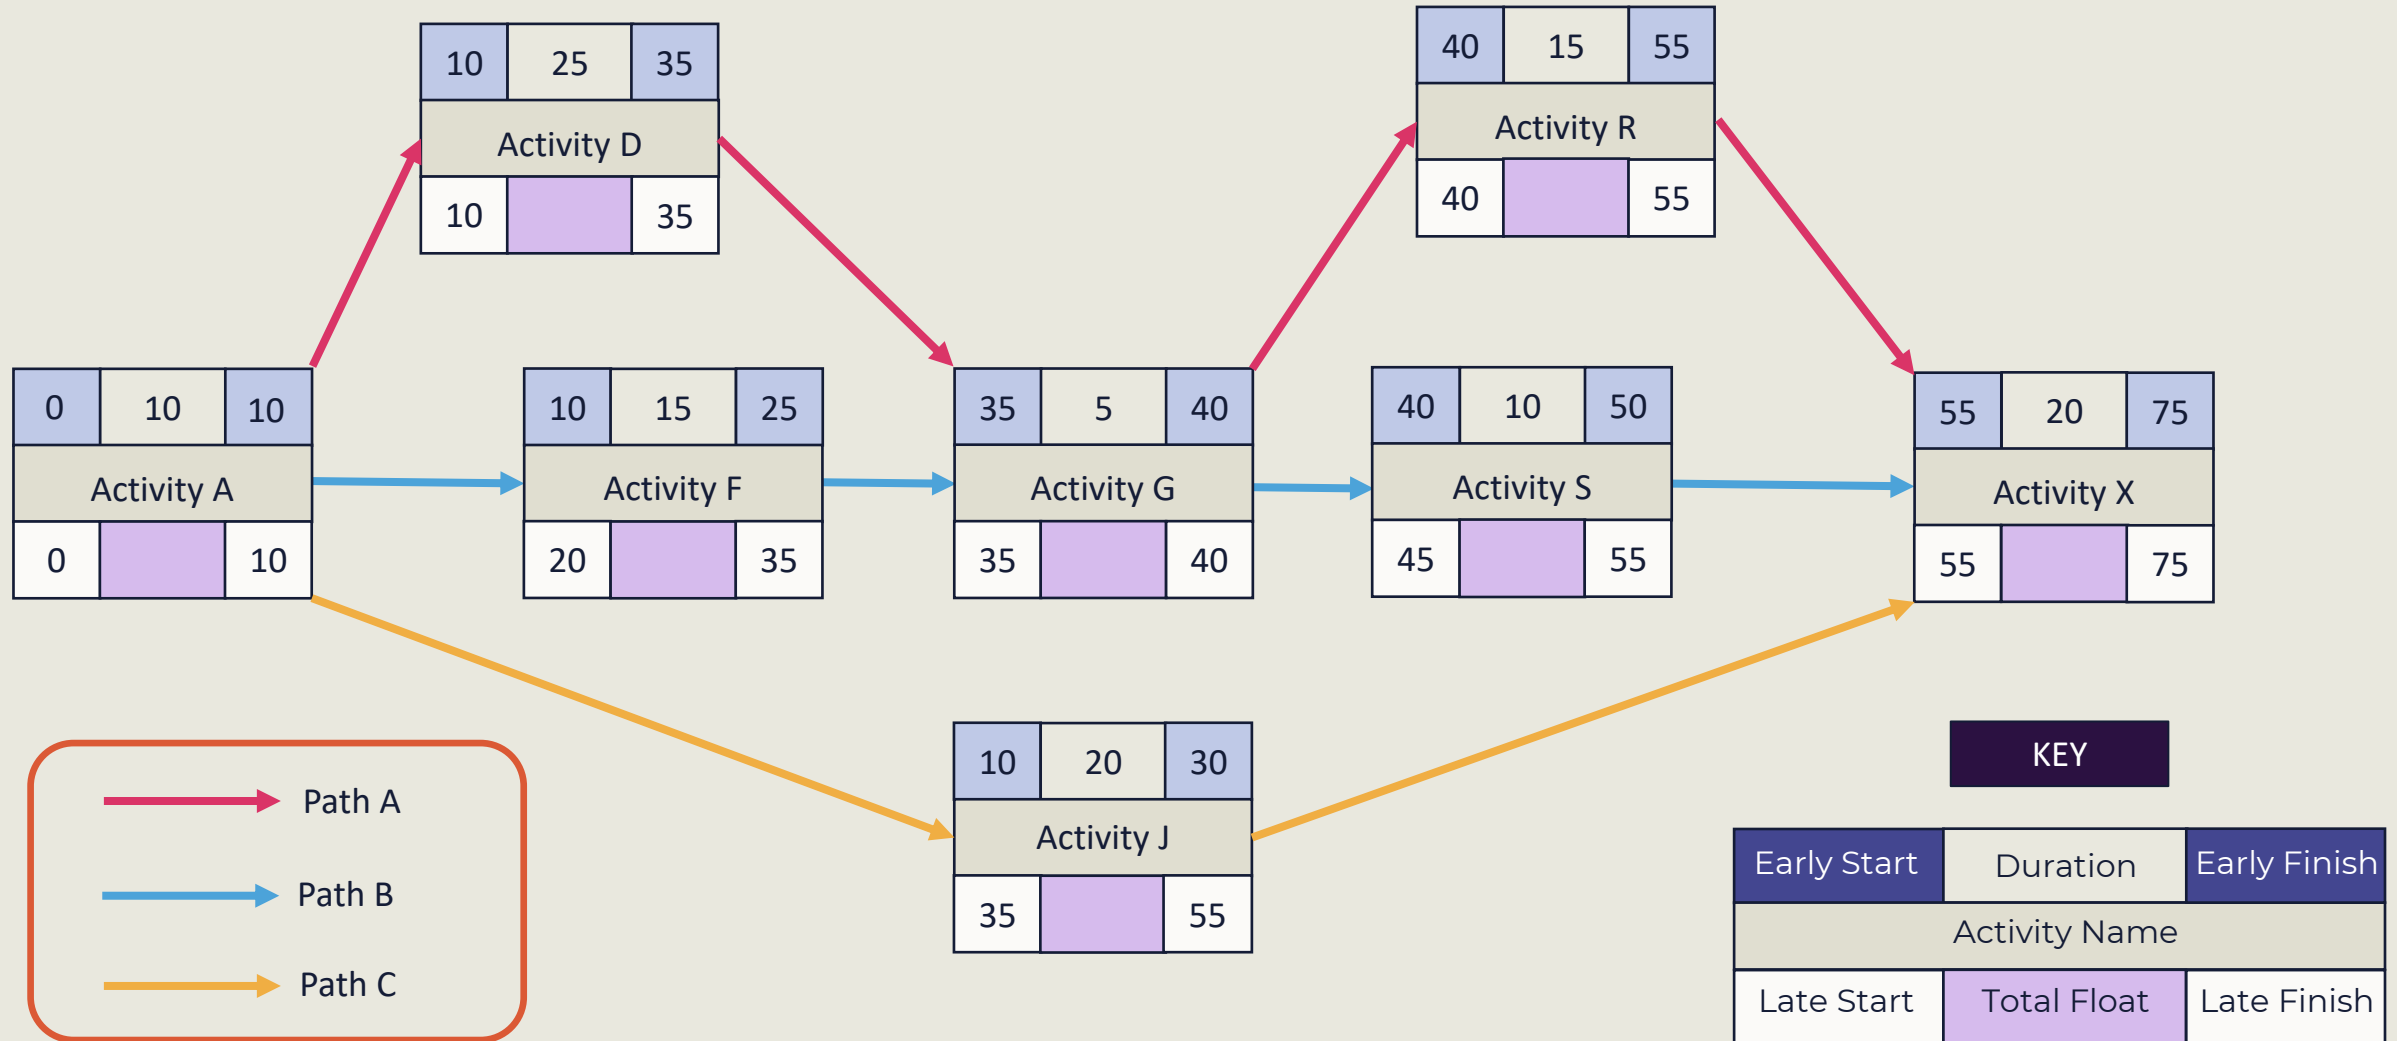 10 25 35
Activity D
10 35
40 15 55
Activity R
40 55
0 10 10
Activity A
0 10
10 15 25
Activity F
20 35
35 5 40
Activity G
35 40
40 10 50
Activity S
45 55
55 20 75
Activity X
55 75
10 20 30
Activity J
35 55
Path A
Path B
Path C
KEY
Early Start Duration Early Finish
Activity Name
Late Start Total Float Late Finish